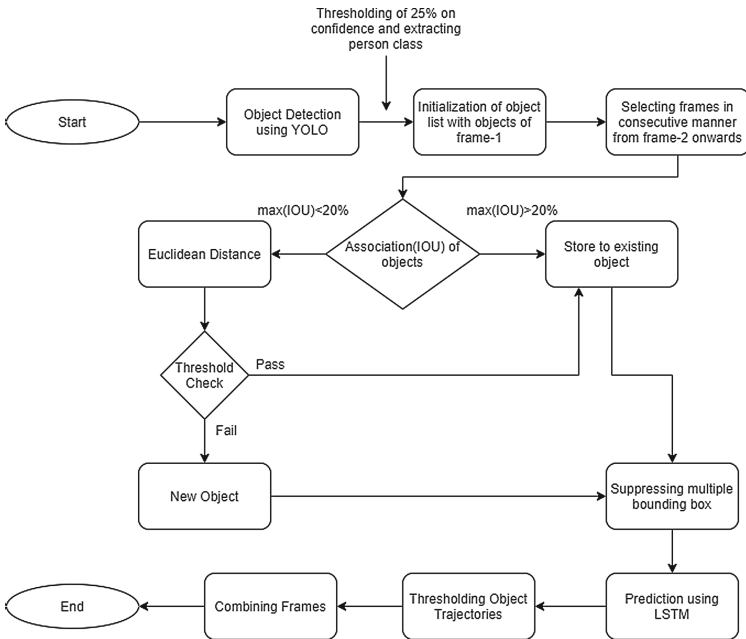 Thresholding of 25% on
confidence and extracting
person class
Start
Object Detection
using YOLO
Initialization of object
list with objects of
frame-1
Selecting frames in
consecutive manner
from frame-2 onwards
max(IOU)<20%
max(IOU)>20%
Euclidean Distance
Association(IOU) of
objects
Store to existing
object
Threshold
Check
Pass
Fail
New Object
Suppressing multiple
bounding box
End
Combining Frames
Thresholding Object
Trajectories
Prediction using
LSTM